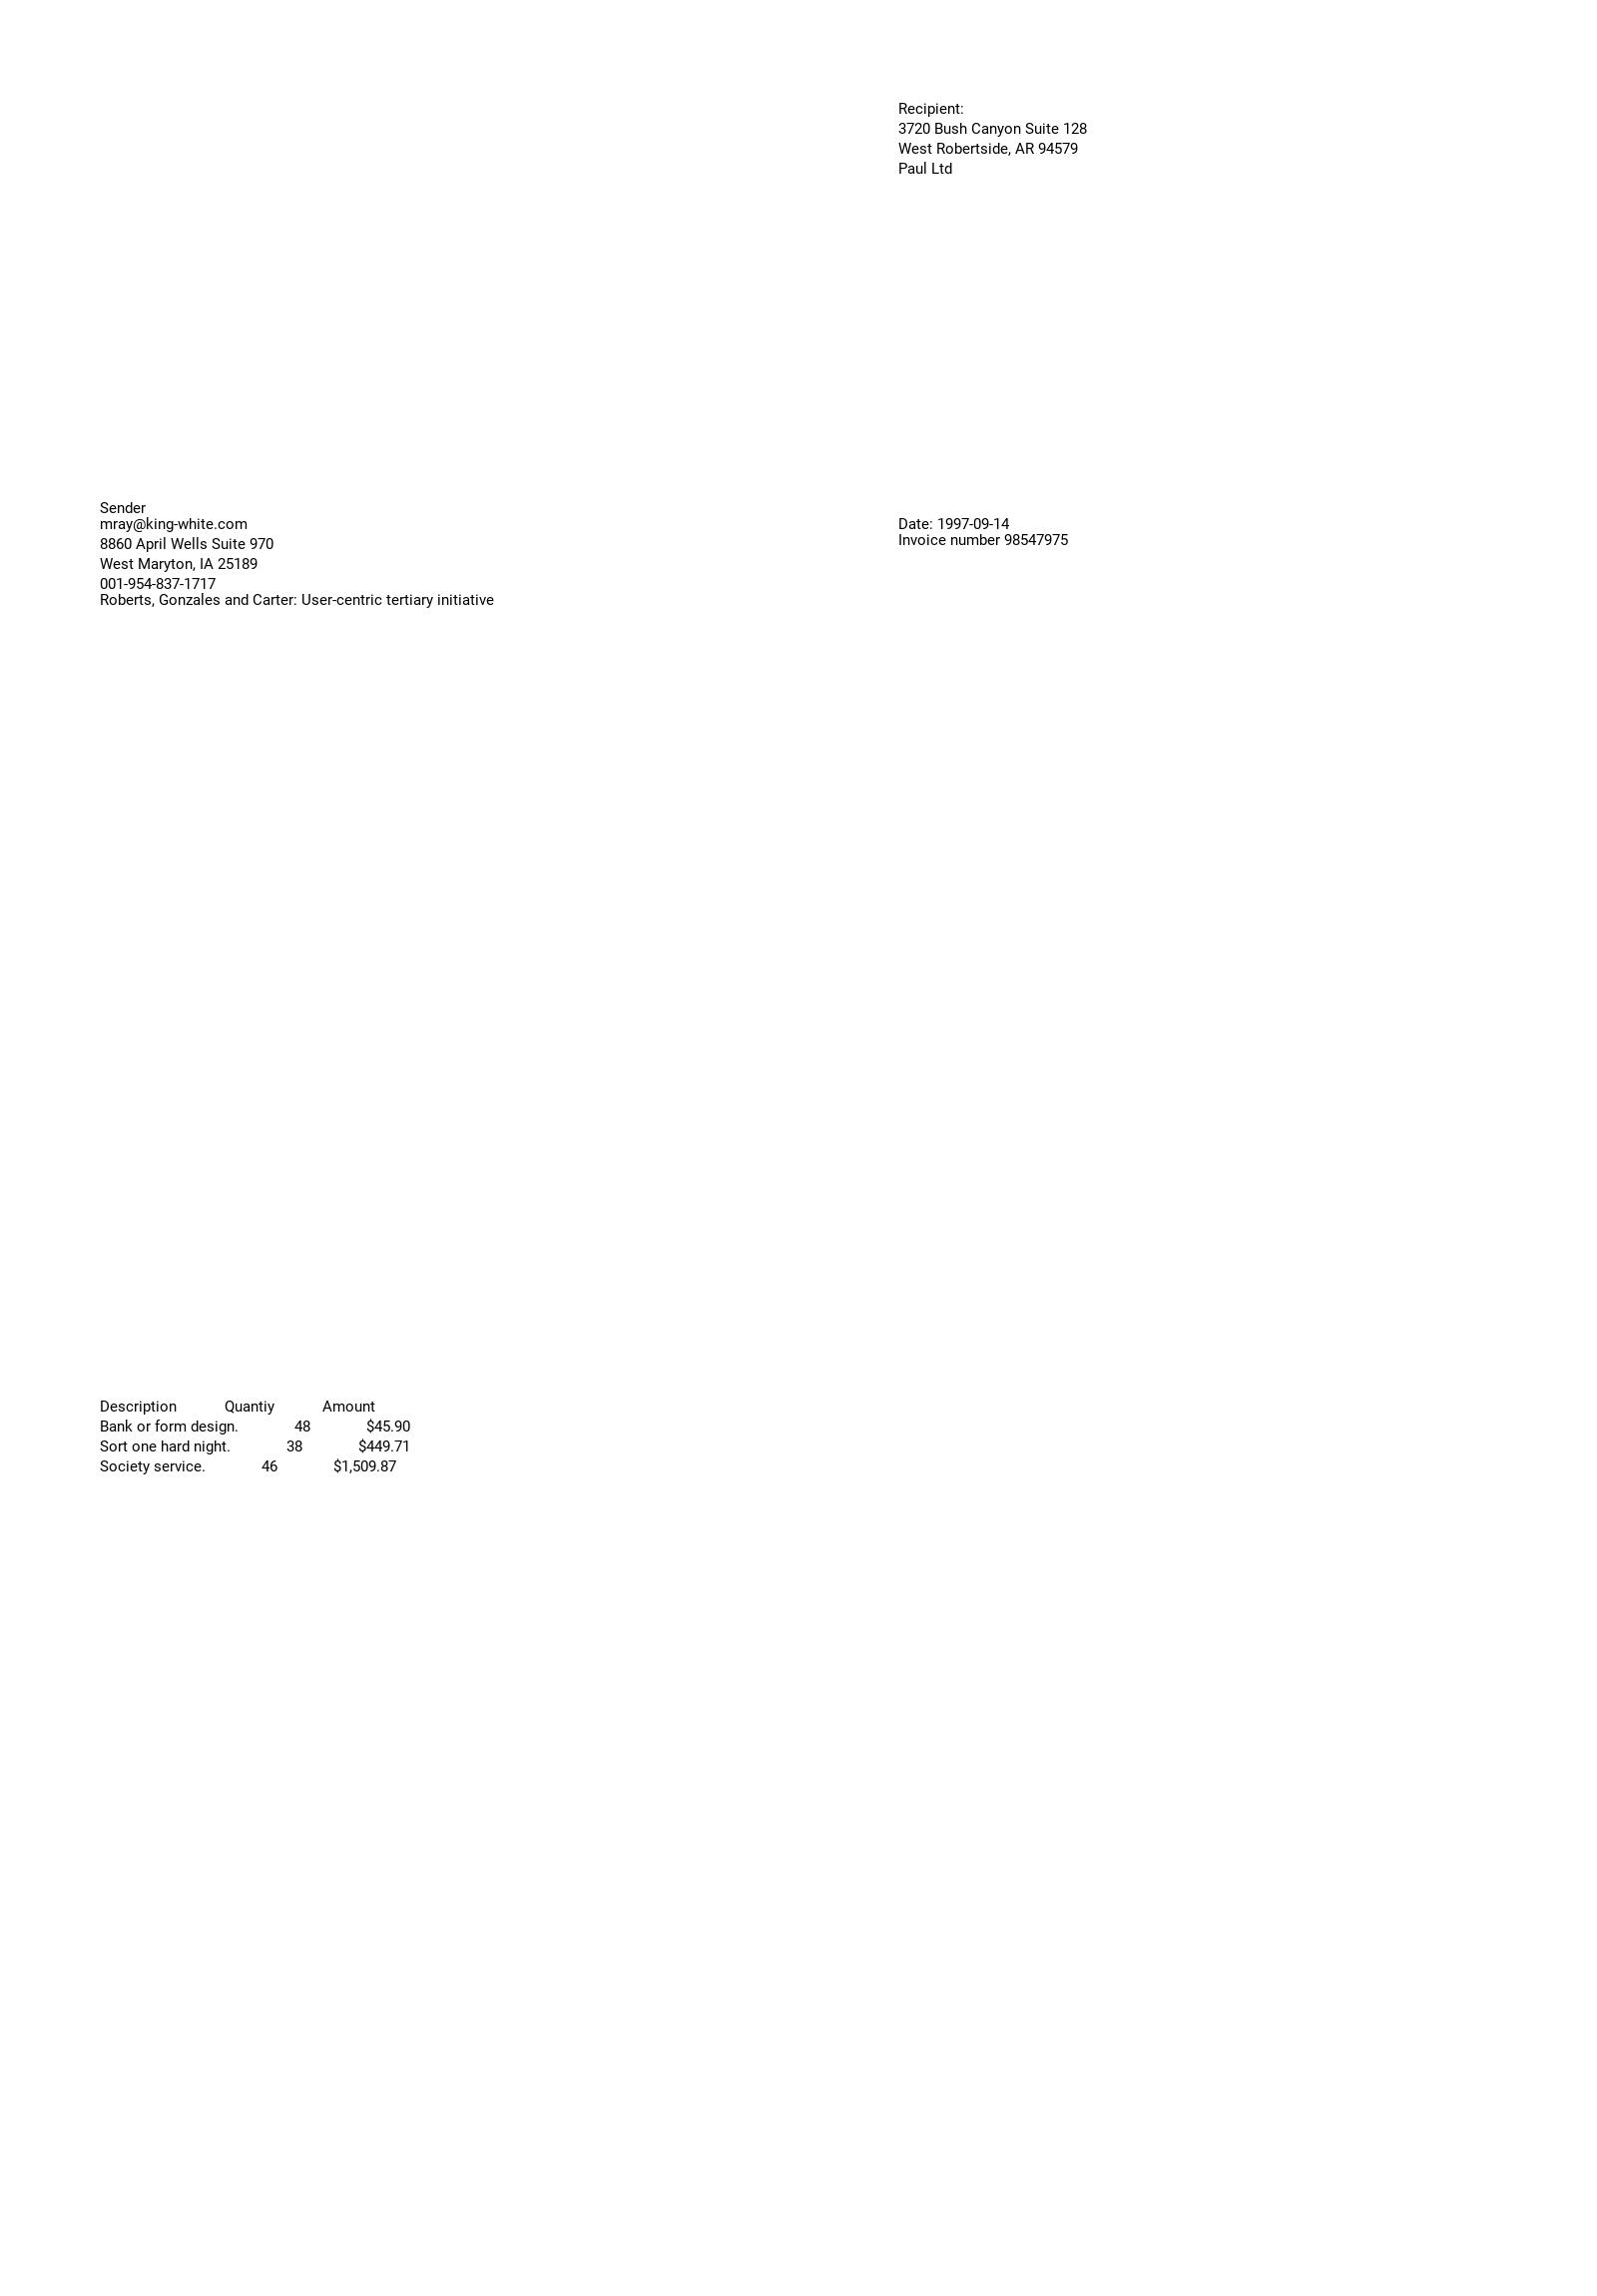 Recipient:
3720 Bush Canyon Suite 128
West Robertside, AR 94579
Paul Ltd
Sender
mray@king-white.com
8860 April Wells Suite 970
West Maryton, IA 25189
001-954-837-1717
Roberts, Gonzales and Carter: User-centric tertiary initiative
Date: 1997-09-14
Invoice number 98547975
Description Quantiy Amount
Bank or form design. 48 $45.90
Sort one hard night. 38 $449.71
Society service. 46 $1,509.87